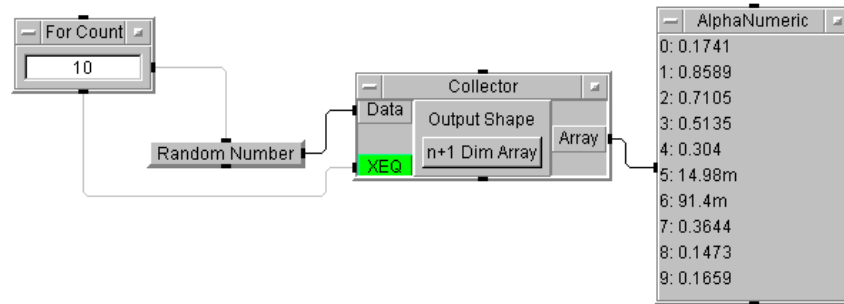 For Count
10
Random Number
Collector
Data
XEQ
Output Shape
n+1 Dim Array
Array
AlphaNumeric
0: 0.1741
1: 0.8589
2: 0.7105
3: 0.5135
4: 0.304
5: 14.98m
6: 91.4m
7: 0.3644
8: 0.1473
9: 0.1659